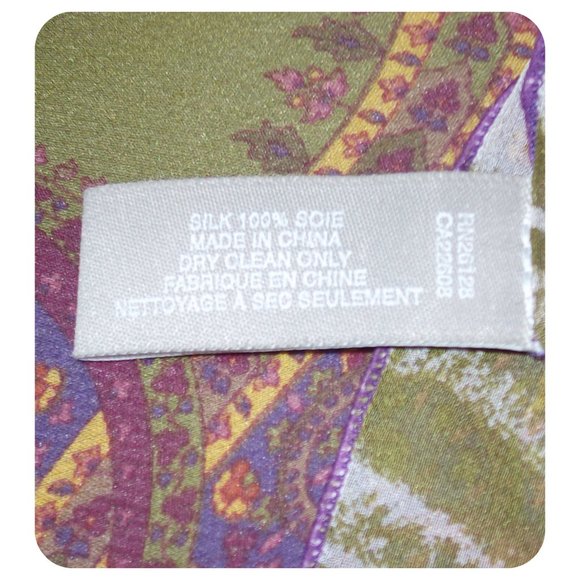 SILK 100% SOIE
MADE IN CHINA
DRY CLEAN ONLY
FABRIQUE EN CHINE
NETTOYAGE À SEC SEULEMENT
RN26128
CA22608